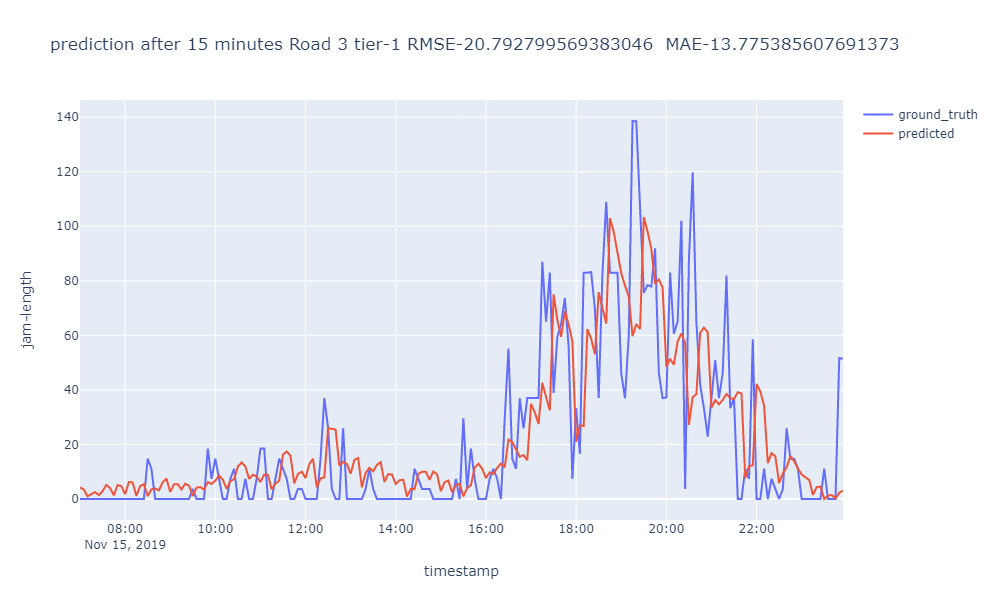 prediction after 15 minutes Road 3 tier-1 RMSE-20.792799569383046  MAE-13.775385607691373
ground_truth
predicted
jam-length
140
120
100
80
60
40
20
0
08:00 10:00 12:00 14:00 16:00 18:00 20:00 22:00
Nov 15, 2019
timestamp